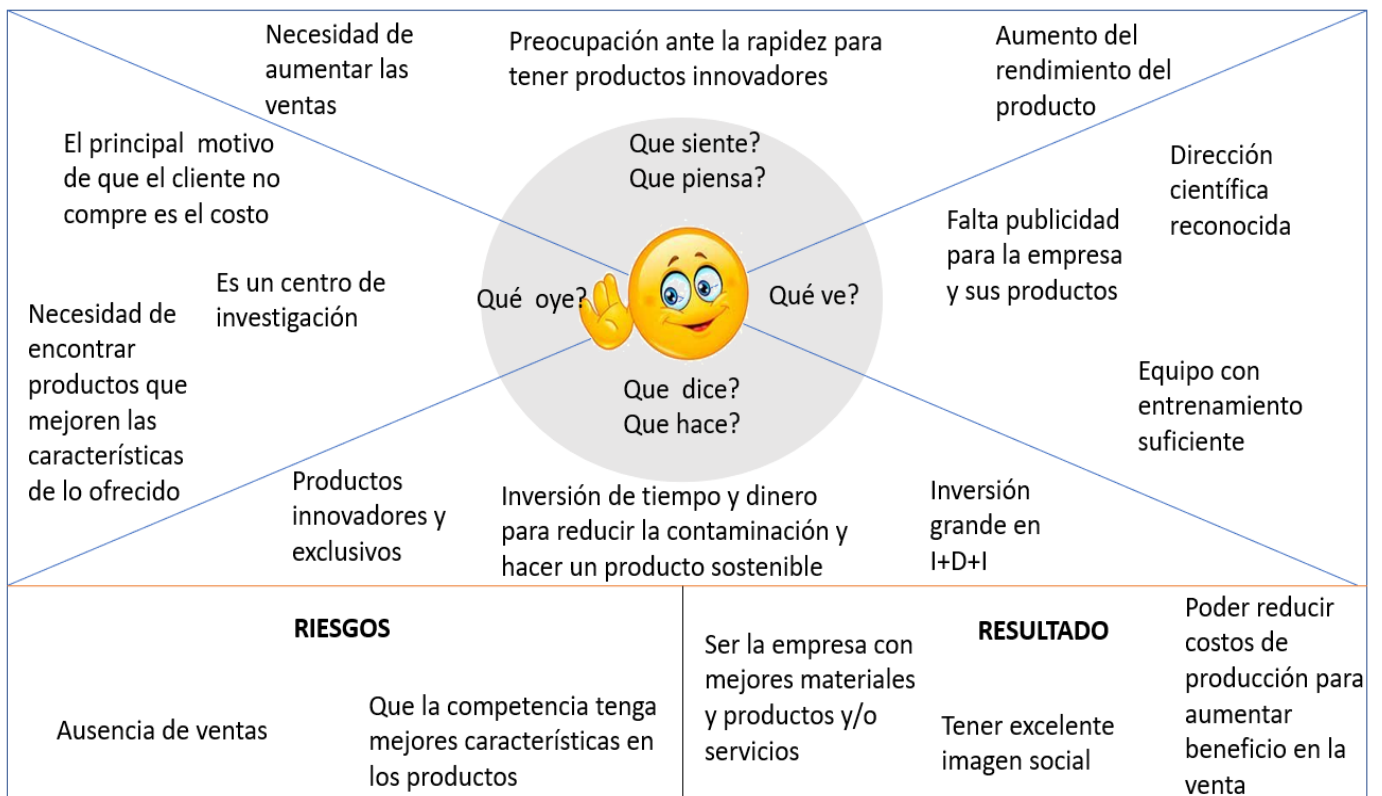 Necesidad de
aumentar las
ventas
Preocupación ante la rapidez para
tener productos innovadores
Aumento del
rendimiento del
producto
El principal motivo
de que el cliente no
compre es el costo
Es un centro de
investigación
Necesidad de
encontrar
productos que
mejoren las
características
de lo ofrecido
Que siente?
Que piensa?
Qué oye?
Qué ve?
Que dice?
Que hace?
Dirección
científica
reconocida
Falta publicidad
para la empresa
y sus productos
Equipo con
entrenamiento
suficiente
Productos
innovadores y
exclusivos
Inversión de tiempo y dinero
para reducir la contaminación y
hacer un producto sostenible
Inversión
grande en
I+D+I
RIESGOS
Ausencia de ventas
Que la competencia tenga
mejores características en
los productos
RESULTADO
Ser la empresa con
mejores materiales
y productos y/o
servicios
Tener excelente
imagen social
Poder reducir
costos de
producción para
aumentar
beneficio en la
venta